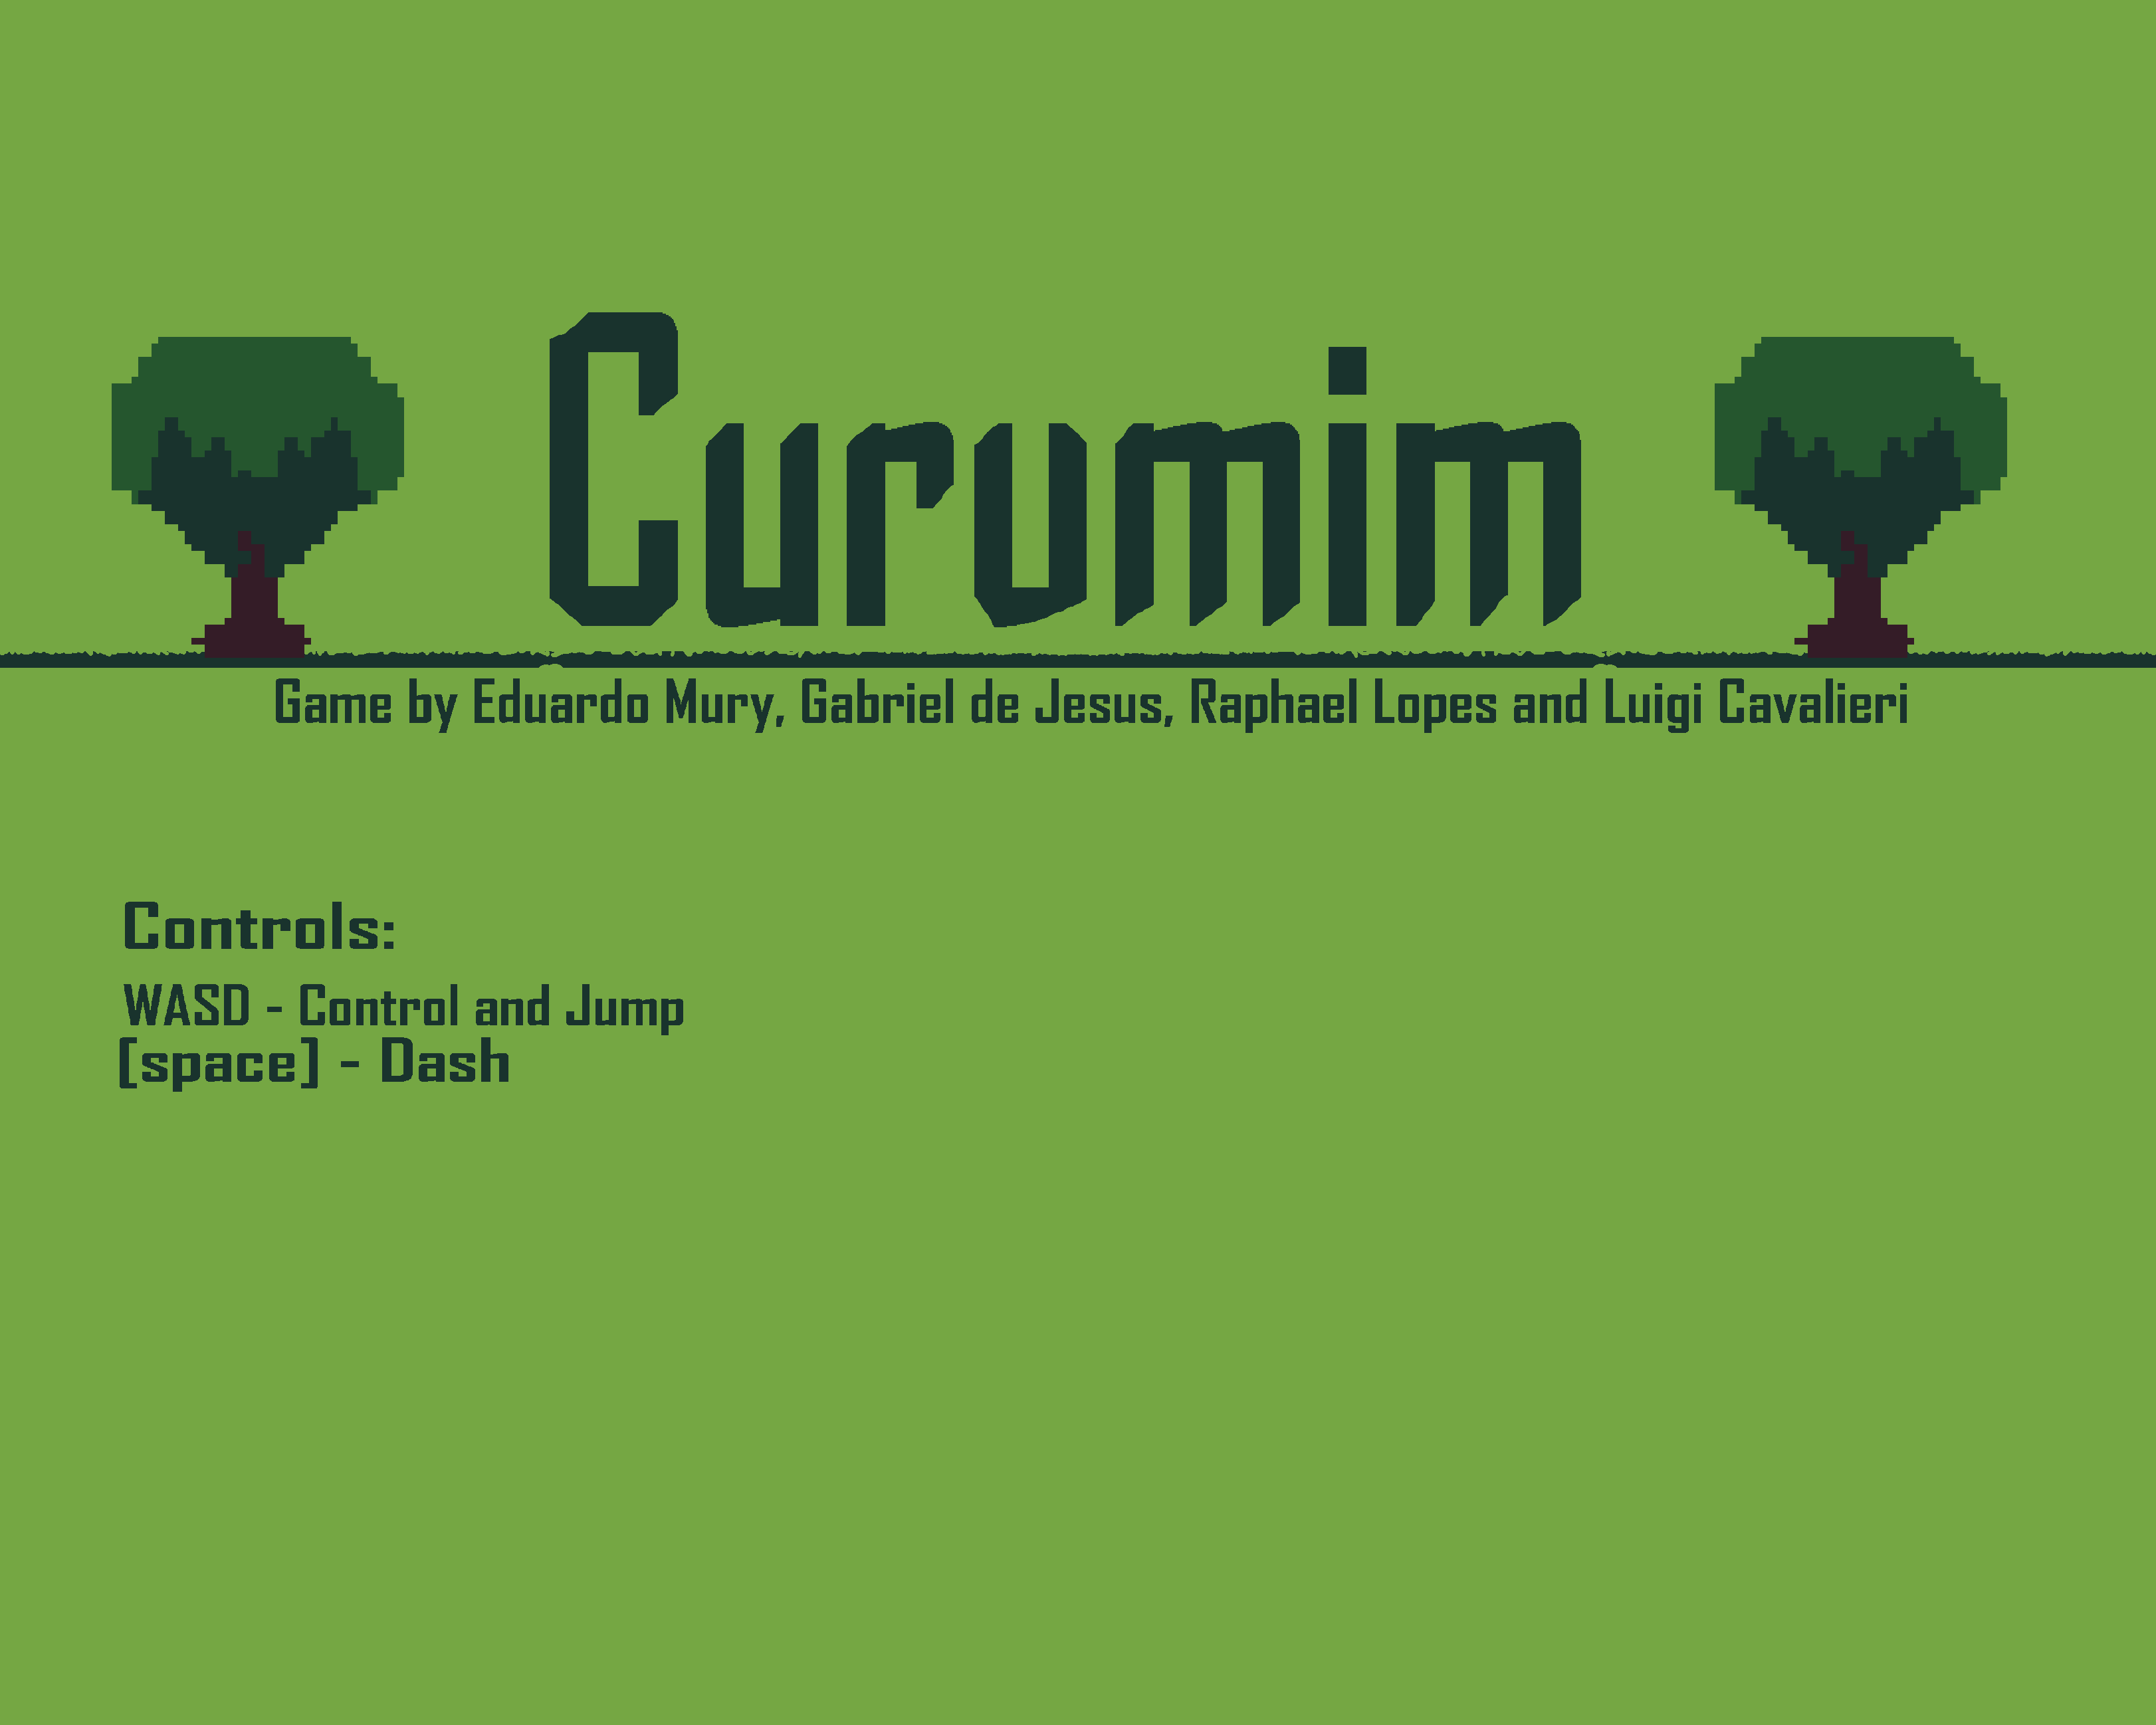 Curumim
Game by Eduardo Mury, Gabriel de Jesus, Raphael Lopes and Luigi Cavalieri
Controls:
WASD - Control and Jump
[space] - Dash